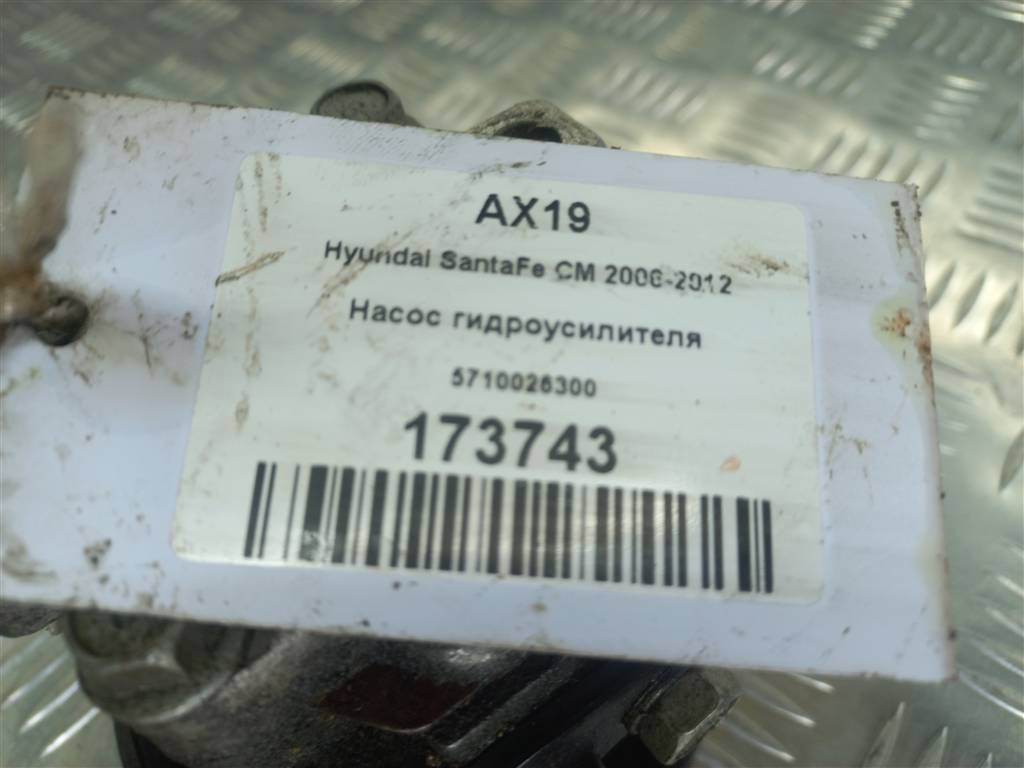 AX19
Hyundai SantaFe CM 2006-2012
Насос гидроусилителя
5710026300
173743